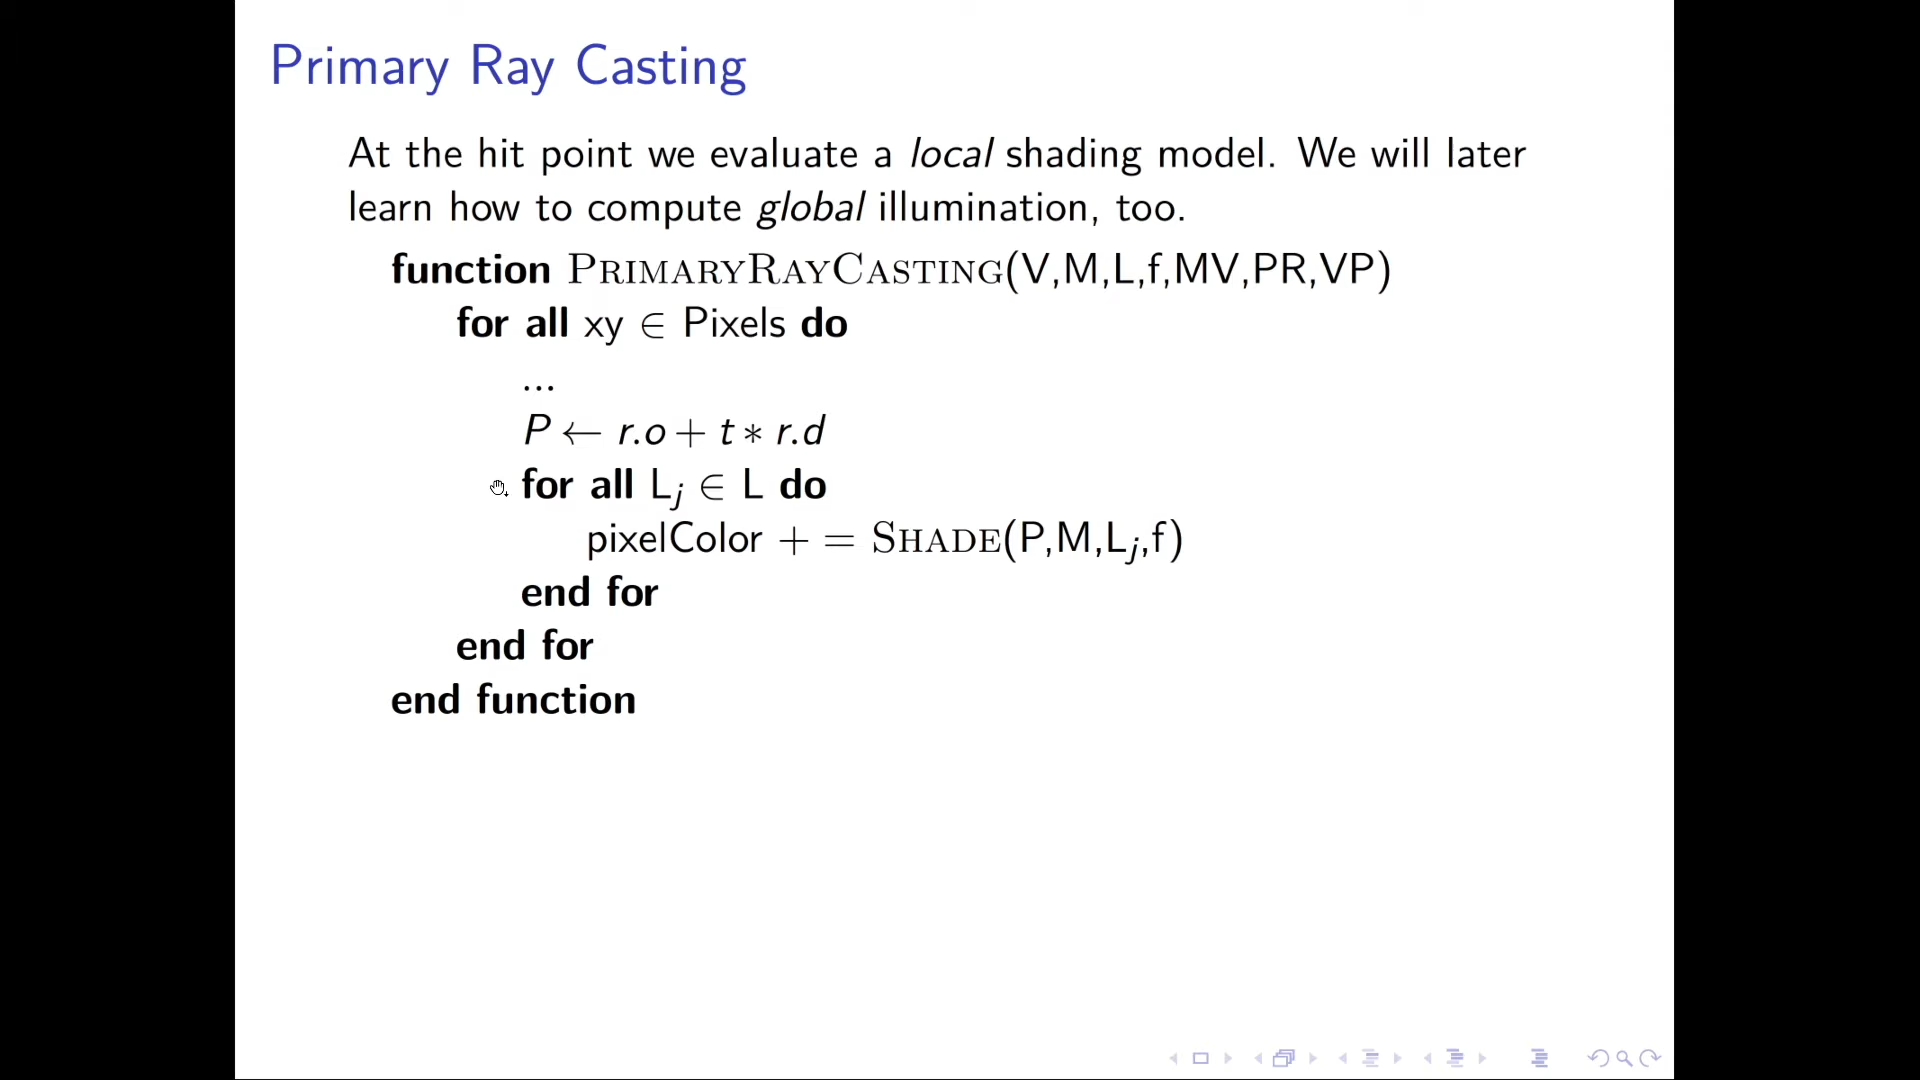 Primary Ray Casting
At the hit point we evaluate a local shading model. We will later
learn how to compute global illumination, too.
function PrimaryRayCasting(V,M,L,f,MV,PR,VP)
for all xy ∈ Pixels do
...
P ← r.o + t ∗ r.d
for all Lj ∈ L do
pixelColor + = Shade(P,M,Lj,f)
end for
end for
end function